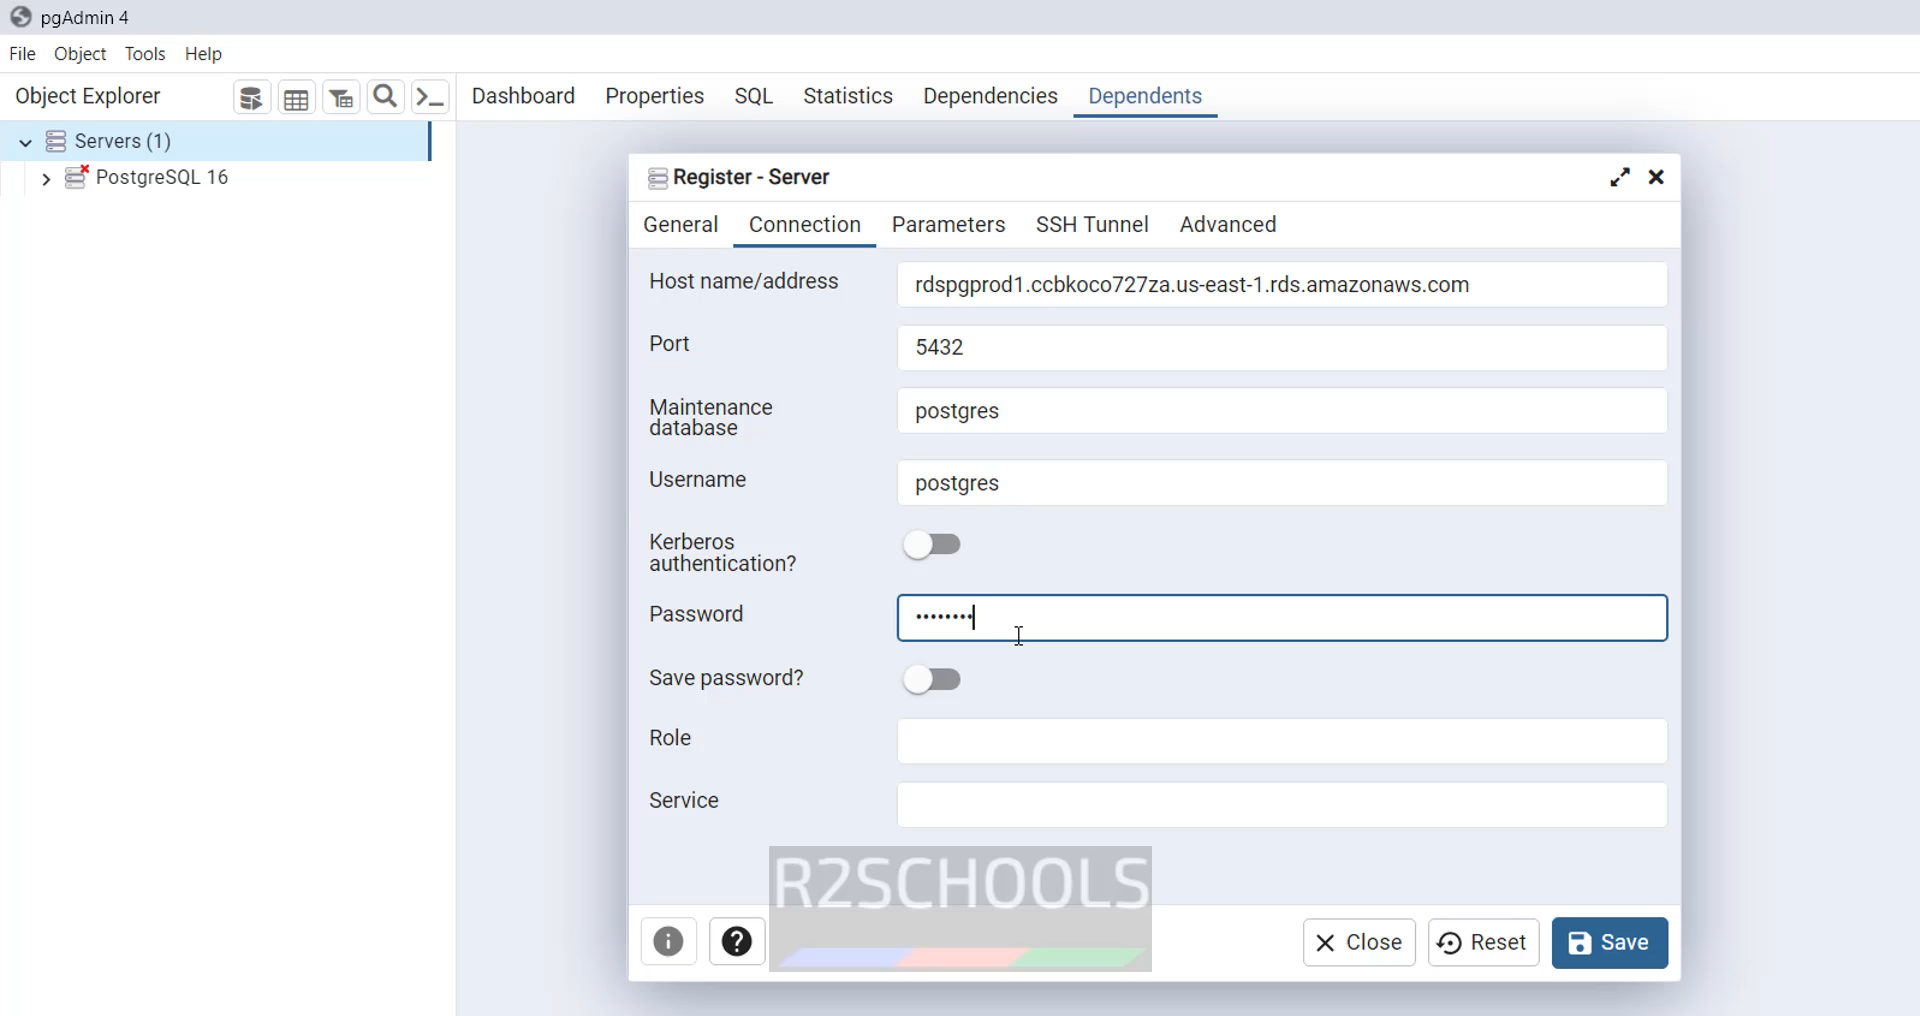 pgAdmin 4
File Object Tools Help
Object Explorer
Dashboard Properties SQL Statistics Dependencies Dependents
Servers (1)
PostgreSQL 16
Register - Server
General Connection Parameters SSH Tunnel Advanced
Host name/address
rdspgprod1.ccbkoco727za.us-east-1.rds.amazonaws.com
Port
5432
Maintenance
database
postgres
Username
postgres
Kerberos
authentication?
Password
••••••••
Save password?
Role
Service
R2SCHOOLS
Close Reset Save